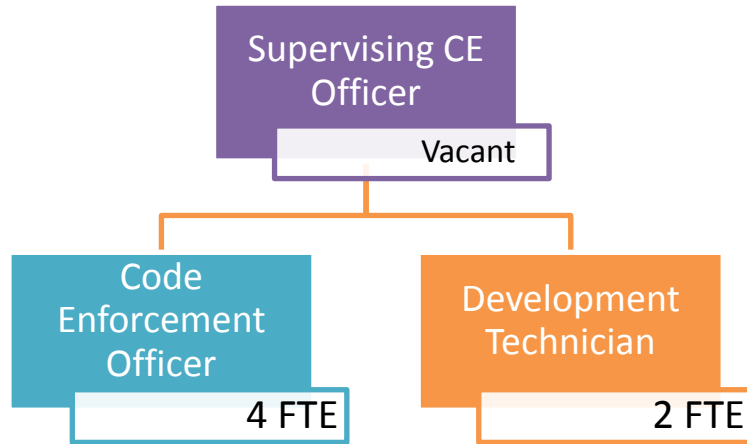 Supervising CE
Officer
Vacant
Code
Enforcement
Officer
4 FTE
Development
Technician
2 FTE